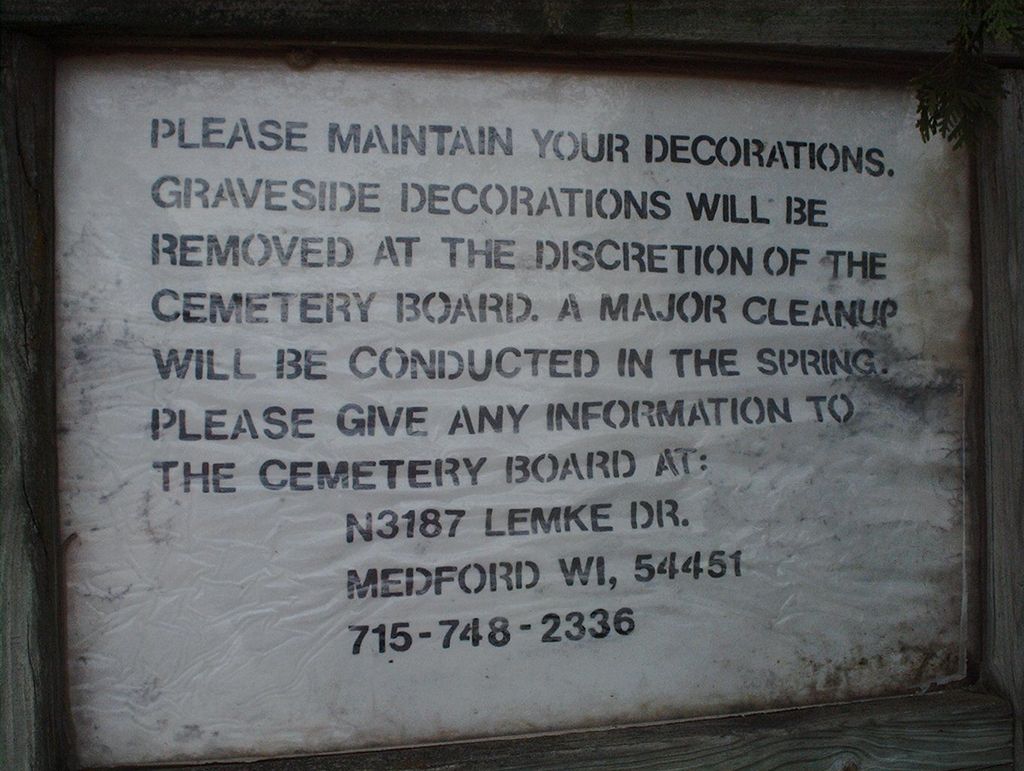 PLEASE MAINTAIN YOUR DECORATIONS.
GRAVESIDE DECORATIONS WILL BE
REMOVED AT THE DISCRETION OF THE
CEMETERY BOARD. A MAJOR CLEANUP
WILL BE CONDUCTED IN THE SPRING.
PLEASE GIVE ANY INFORMATION TO
THE CEMETERY BOARD AT:
N3187 LEMKE DR.
MEDFORD WI, 54451
715-748-2336